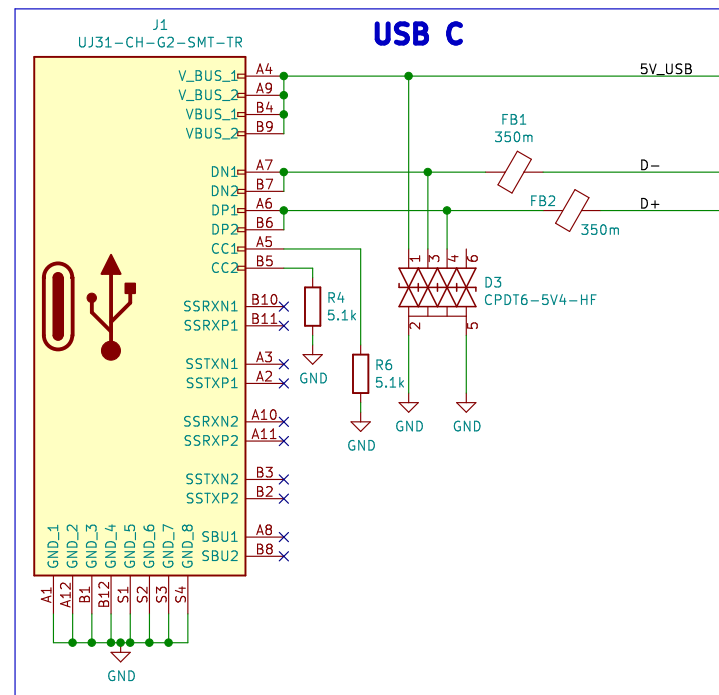 USB C
J1
UJ31-CH-G2-SMT-TR
V_BUS_1 A4
V_BUS_2 A9
VBUS_1 B4
VBUS_2 B9
5V_USB
DN1 A7
DN2 B7
DP1 A6
DP2 B6
CC1 A5
CC2 B5
FB1
350m
D-
FB2
350m
D+
1 3 4 6
D3
CPDT6-5V4-HF
2 5
GND
GND
R4
5.1k
GND
R6
5.1k
GND
SSRXN1 B10
SSRXP1 B11
SSTXN1 A3
SSTXP1 A2
SSRXN2 A10
SSRXP2 A11
SSTXN2 B3
SSTXP2 B2
SBU1 A8
SBU2 B8
GND_1 GND_2 GND_3 GND_4 GND_5 GND_6 GND_7 GND_8
A1 A12 B1 B12 S1 S2 S3 S4
GND